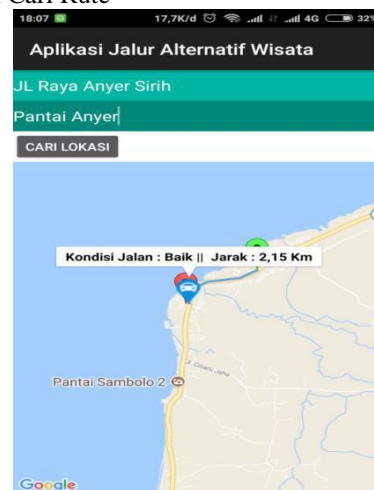 Cari Rute
18:07 17,7K/d 4G 32%
Aplikasi Jalur Alternatif Wisata
JL Raya Anyer Sirih
Pantai Anyer
CARI LOKASI
Kondisi Jalan : Baik || Jarak : 2,15 Km
Pantai Sambolo 2
Google